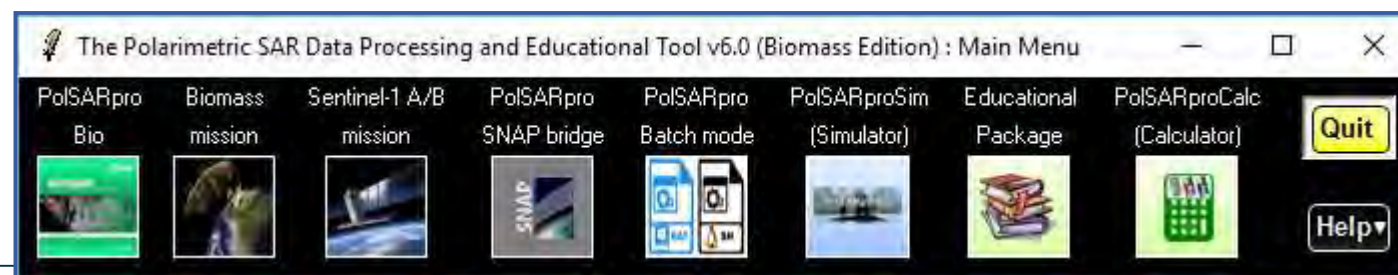 The Polarimetric SAR Data Processing and Educational Tool v6.0 (Biomass Edition) : Main Menu
PolSARpro Biomass Sentinel-1 A/B PolSARpro PolSARpro PolSARproSim Educational PolSARproCalc
Bio mission mission SNAP bridge Batch mode (Simulator) Package (Calculator)
Quit
SNAP
Help▾